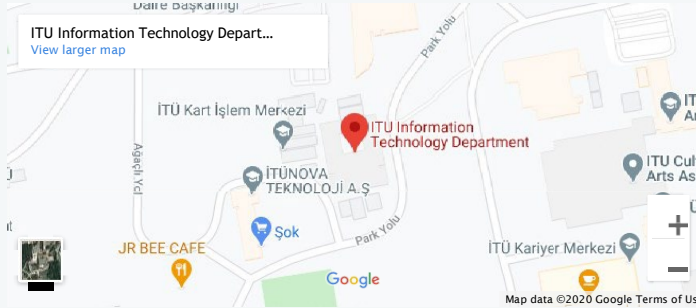 Daire Başkanlığı
ITU Information Technology Depart...
View larger map
Park Yolu
İTÜ Kart İşlem Merkezi
ITU Information
Technology Department
Ağaçlı Yol
İTÜNOVA
TEKNOLOJİ A.Ş
ITU Cul
Arts As
Şok
Park Yolu
JR BEE CAFE
İTÜ Kariyer Merkezi
+
−
Google
Map data ©2020 Google Terms of Us